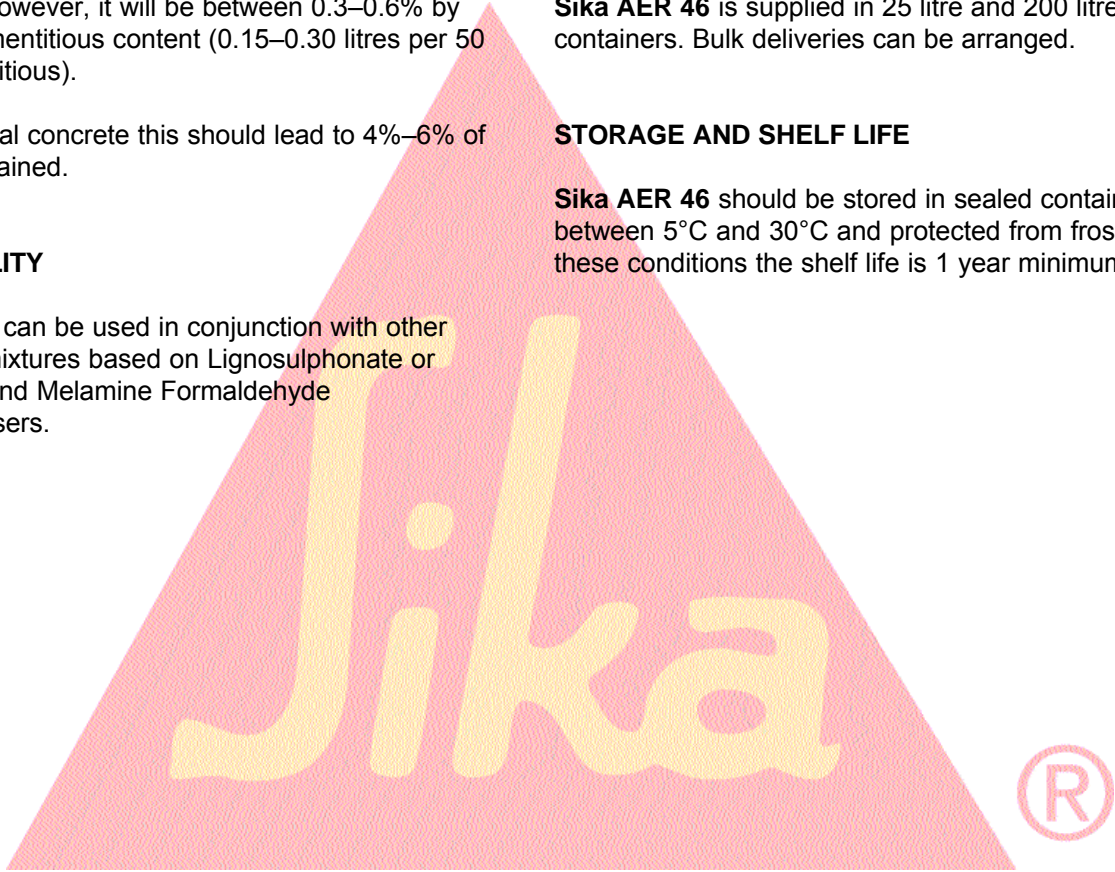 owever, it will be between 0.3–0.6% by
nentitious content (0.15–0.30 litres per 50
itious).
al concrete this should lead to 4%–6% of
ained.
LITY
can be used in conjunction with other
ixtures based on Lignosulphonate or
nd Melamine Formaldehyde
sers.
Sika AER 46 is supplied in 25 litre and 200 litre
containers. Bulk deliveries can be arranged.
STORAGE AND SHELF LIFE
Sika AER 46 should be stored in sealed contain
between 5°C and 30°C and protected from fros
these conditions the shelf life is 1 year minimum
Sika
®